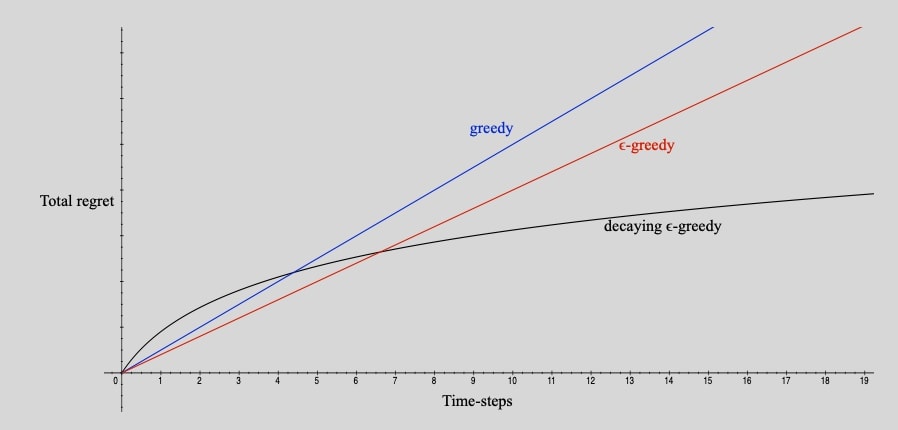 greedy
ϵ-greedy
Total regret
decaying ϵ-greedy
0 1 2 3 4 5 6 7 8 9 10 11 12 13 14 15 16 17 18 19
Time-steps